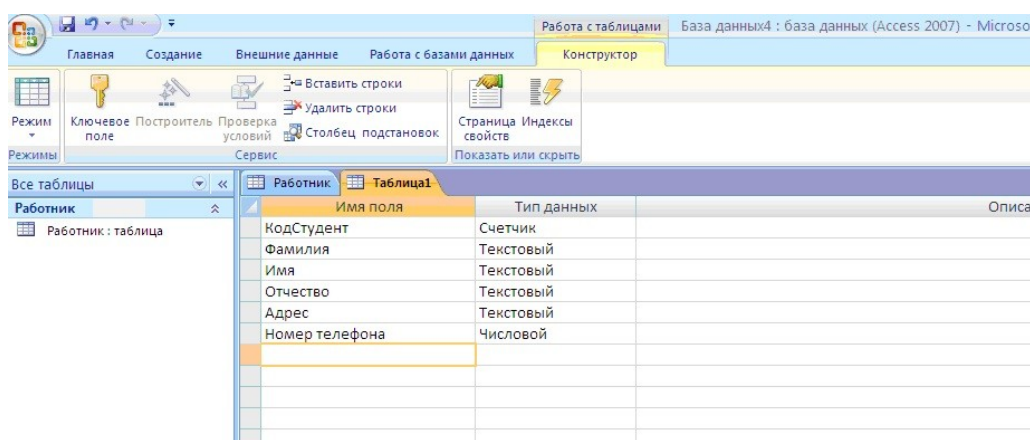 Работа с таблицами База данных4 : база данных (Access 2007) - Microso
Главная Создание Внешние данные Работа с базами данных Конструктор
Режим
Ключевое поле
Построитель
Проверка условий
Вставить строки
Удалить строки
Столбец подстановок
Страница свойств
Индексы
Режимы Сервис Показать или скрыть
Все таблицы
Работник Таблица1
Работник
Работник : таблица
Имя поля Тип данныхОписа
КодСтудент Счетчик
Фамилия Текстовый
Имя Текстовый
Отчество Текстовый
Адрес Текстовый
Номер телефона Числовой